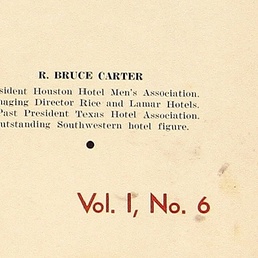 R. BRUCE CARTER
sident Houston Hotel Men's Association.
naging Director Rice and Lamar Hotels.
Past President Texas Hotel Association.
utstanding Southwestern hotel figure.
Vol. I, No. 6